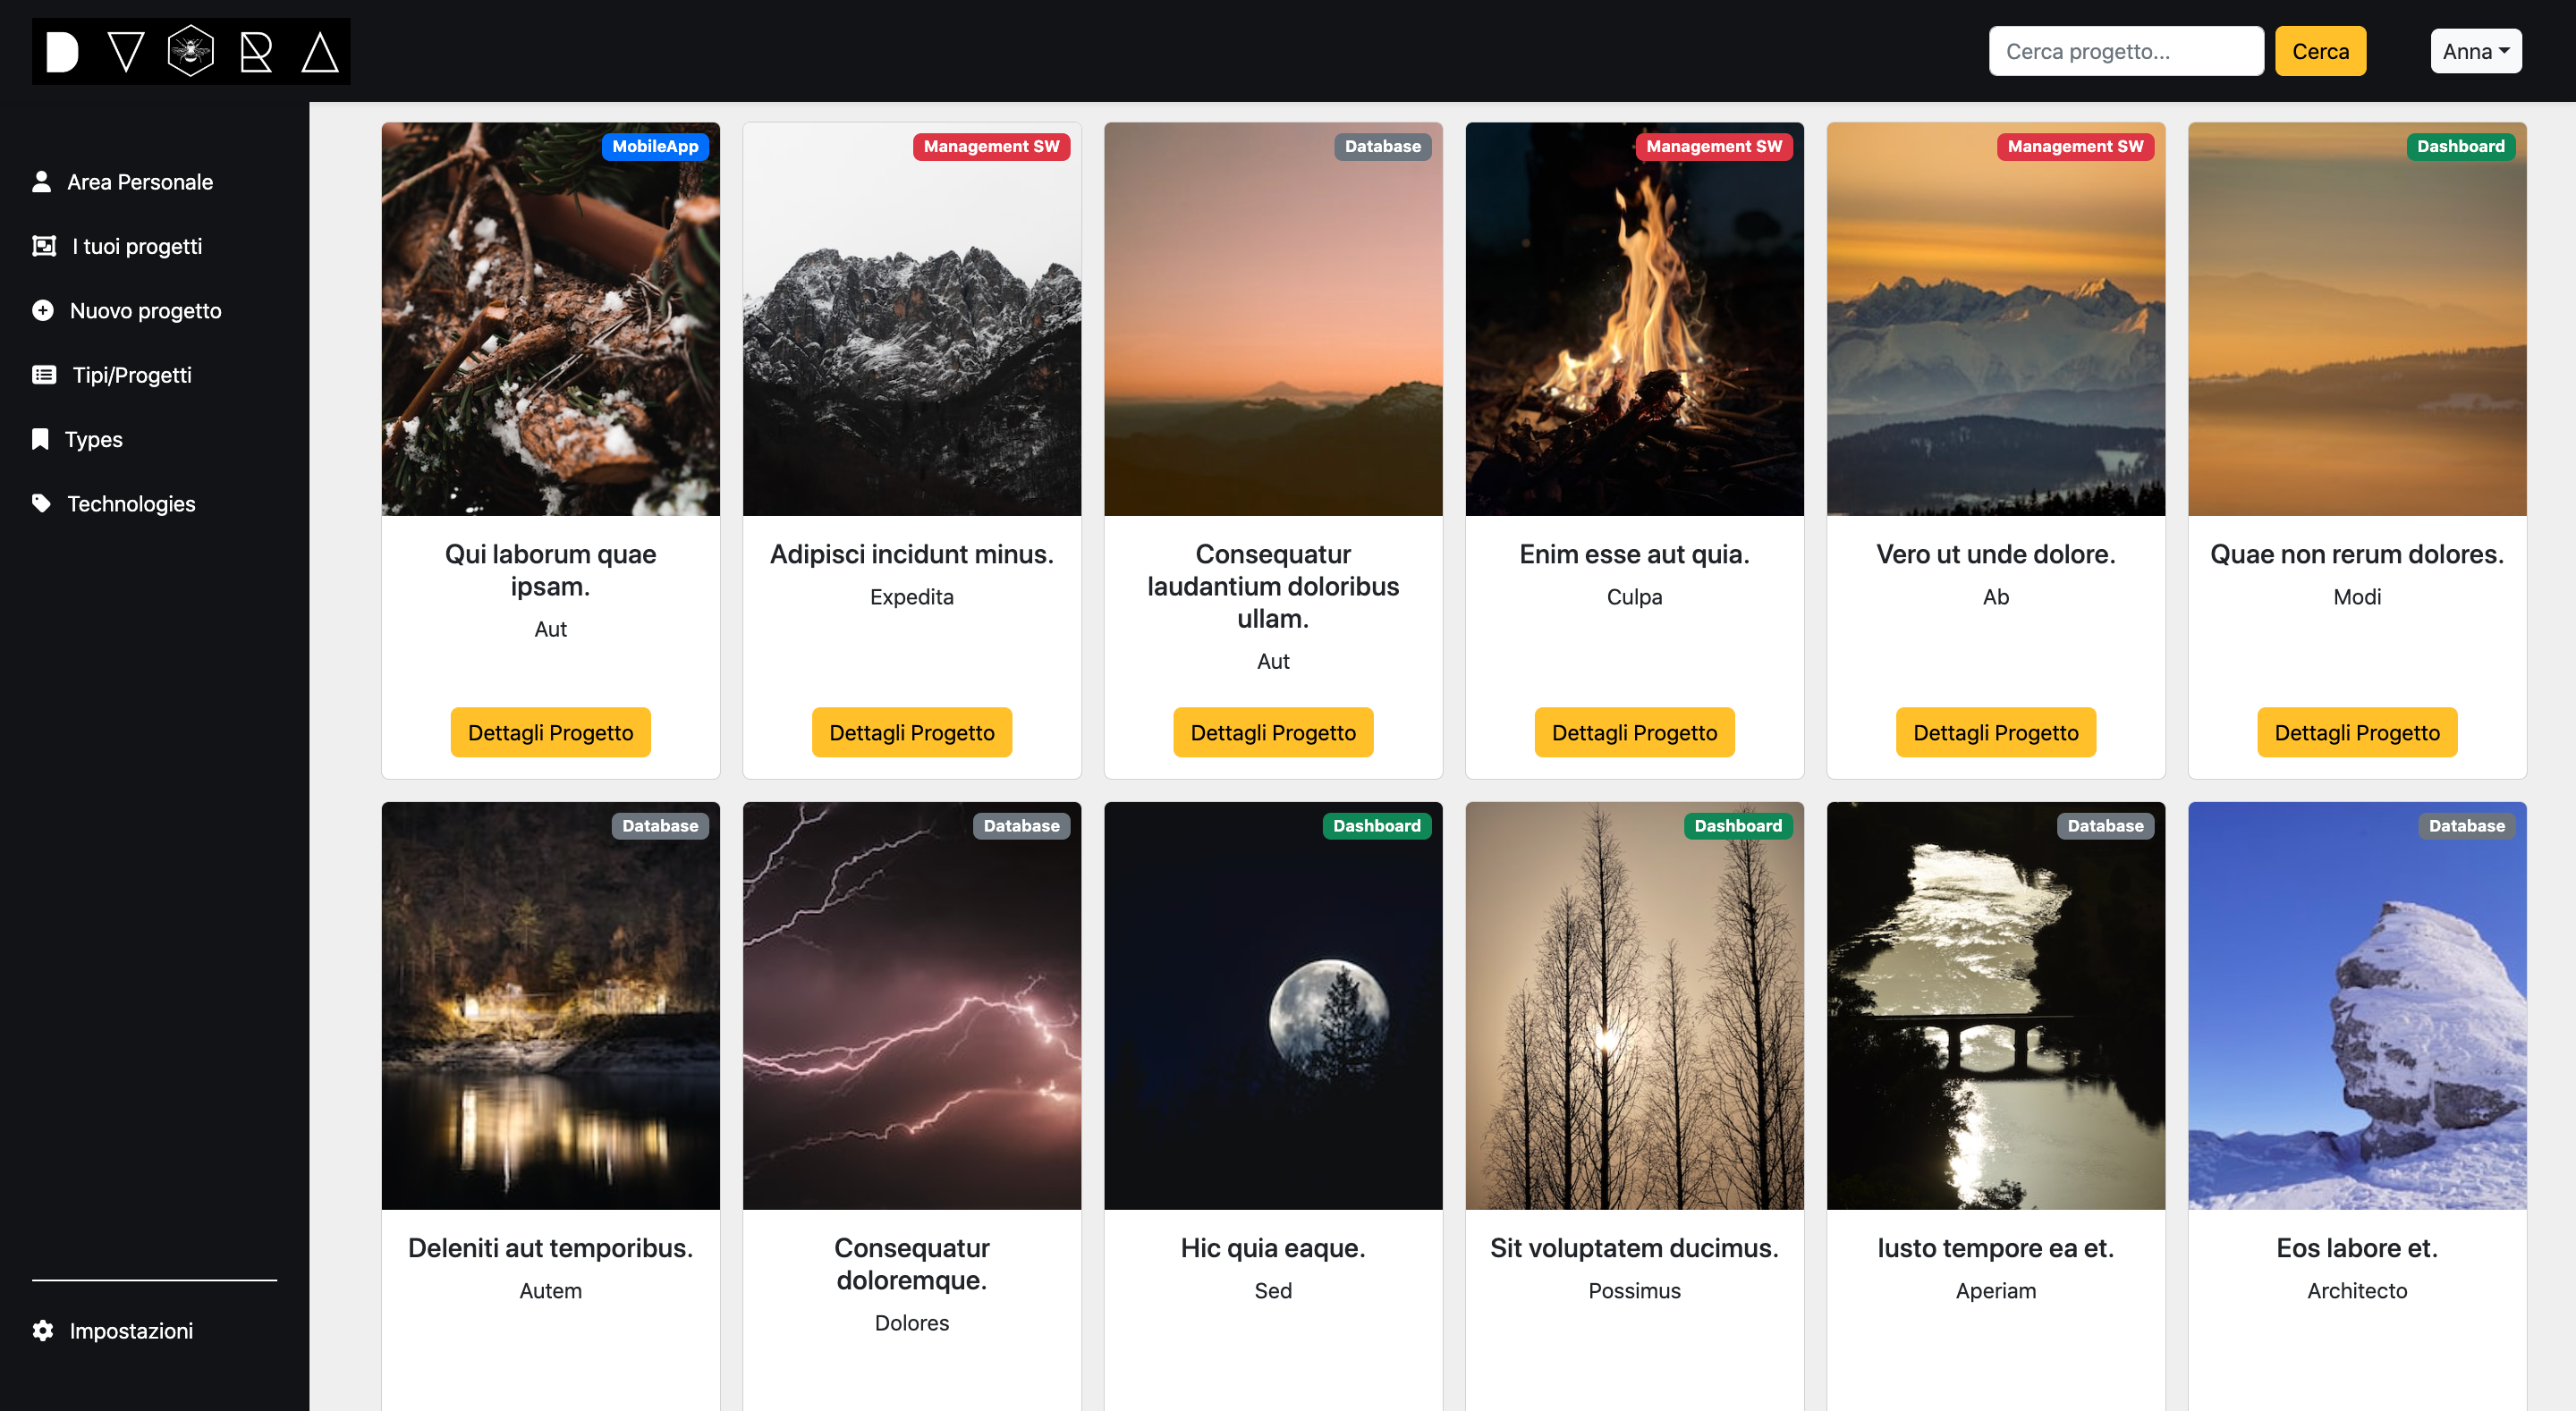 DVORA
Cerca progetto...
Cerca
Anna
Area Personale
I tuoi progetti
Nuovo progetto
Tipi/Progetti
Types
Technologies
Impostazioni
MobileApp
Qui laborum quae
ipsam.
Aut
Dettagli Progetto
Management SW
Adipisci incidunt minus.
Expedita
Dettagli Progetto
Database
Consequatur
laudantium doloribus
ullam.
Aut
Dettagli Progetto
Management SW
Enim esse aut quia.
Culpa
Dettagli Progetto
Management SW
Vero ut unde dolore.
Ab
Dettagli Progetto
Dashboard
Quae non rerum dolores.
Modi
Dettagli Progetto
Database
Deleniti aut temporibus.
Autem
Database
Consequatur
doloremque.
Dolores
Dashboard
Hic quia eaque.
Sed
Dashboard
Sit voluptatem ducimus.
Possimus
Database
Iusto tempore ea et.
Aperiam
Database
Eos labore et.
Architecto